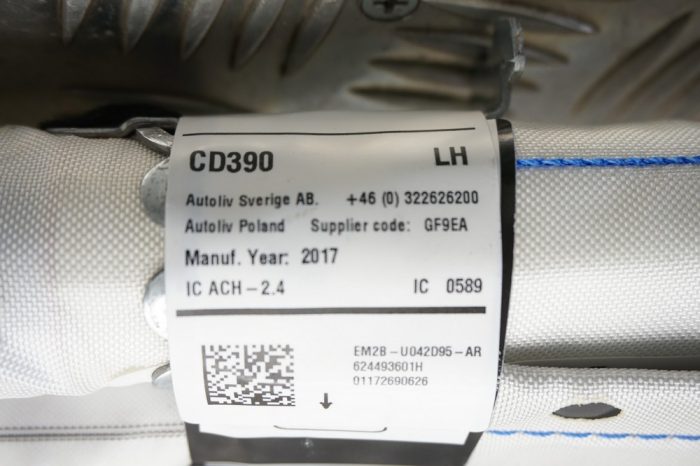 CD390 LH
Autoliv Sverige AB. +46 (0) 322626200
Autoliv Poland Supplier code: GF9EA
Manuf. Year: 2017
IC ACH-2.4 IC 0589
EM2B-U042D95-AR
624493601H
01172690626